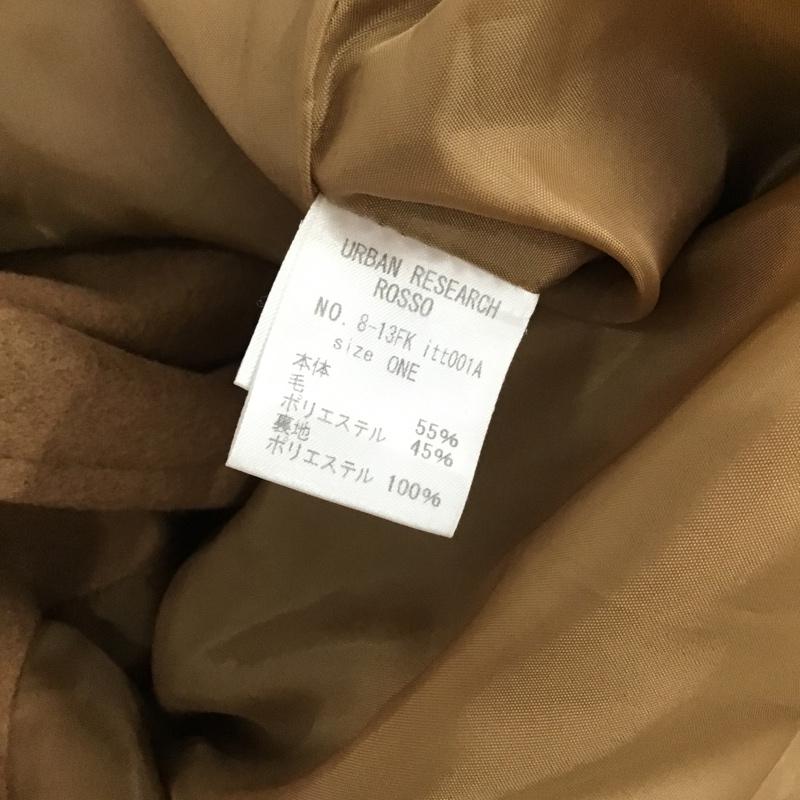 URBAN RESEARCH
ROSSO
NO. 8-13FK itt001A
size ONE
本体
毛 55%
ポリエステル 45%
裏地
ポリエステル 100%